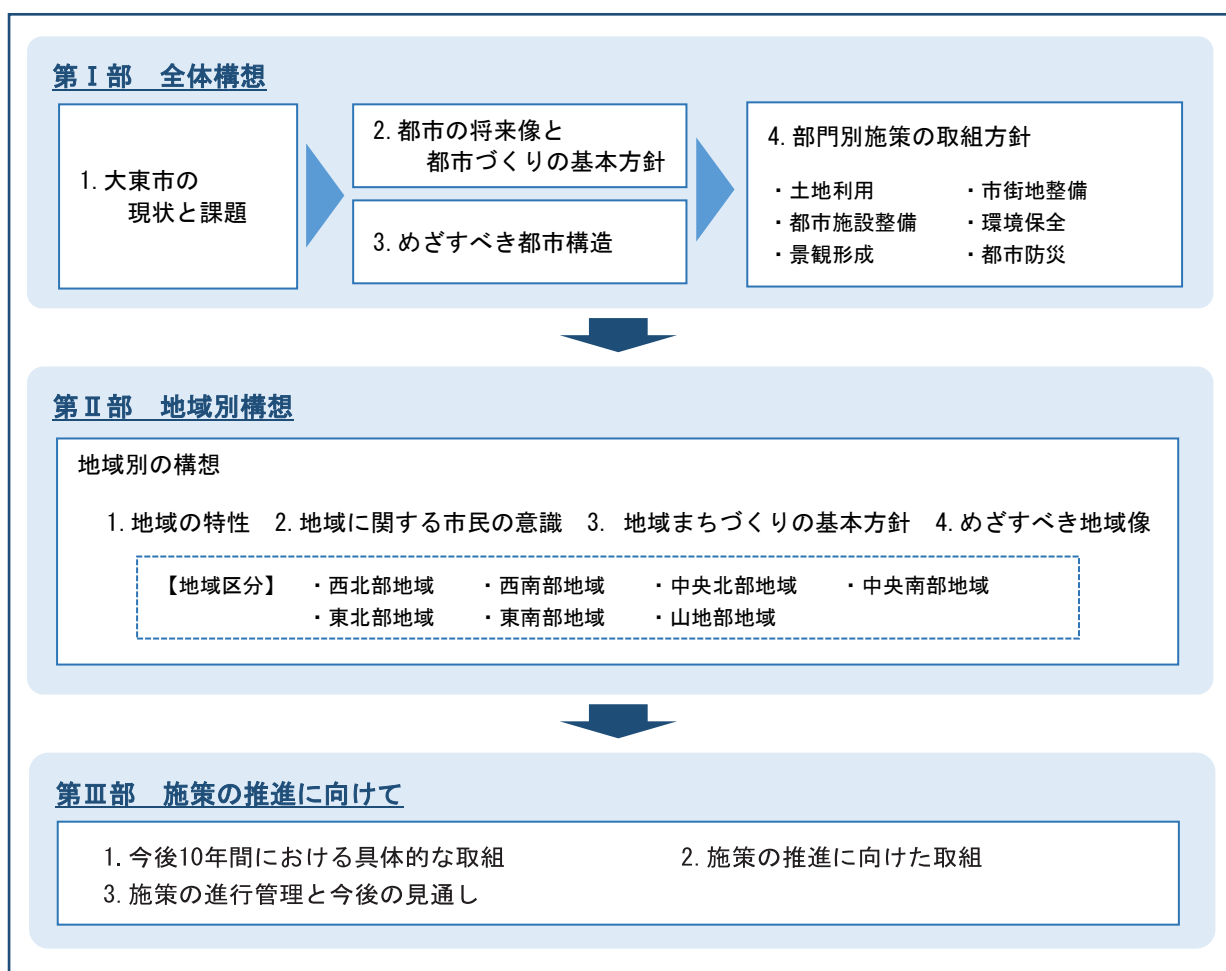 第Ⅰ部　全体構想
1. 大東市の
現状と課題
2. 都市の将来像と
都市づくりの基本方針
3. めざすべき都市構造
4. 部門別施策の取組方針
・土地利用　・市街地整備
・都市施設整備　・環境保全
・景観形成　・都市防災
第Ⅱ部　地域別構想
地域別の構想
1. 地域の特性　2. 地域に関する市民の意識　3. 地域まちづくりの基本方針　4. めざすべき地域像
【地域区分】　・西北部地域　・西南部地域　・中央北部地域　・中央南部地域
・東北部地域　・東南部地域　・山地部地域
第Ⅲ部　施策の推進に向けて
1. 今後10年間における具体的な取組　2. 施策の推進に向けた取組
3. 施策の進行管理と今後の見通し